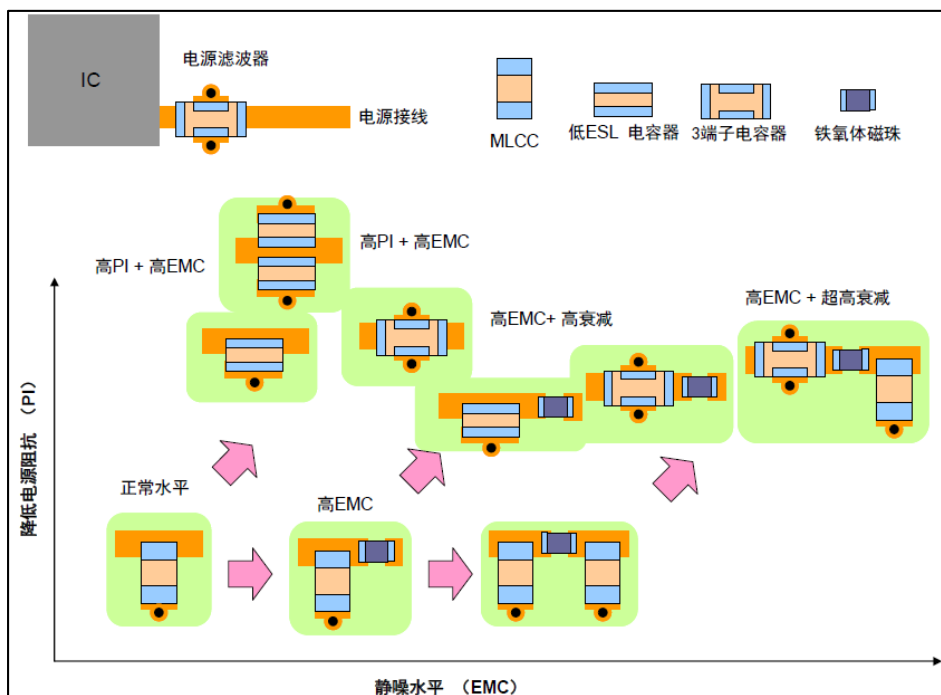 IC
电源滤波器
电源接线
MLCC
低ESL 电容器
3端子电容器
铁氧体磁珠
高PI + 高EMC
高PI + 高EMC
高EMC+ 高衰减
高EMC + 超高衰减
正常水平
高EMC
降低电源阻抗 （PI）
静噪水平 （EMC）